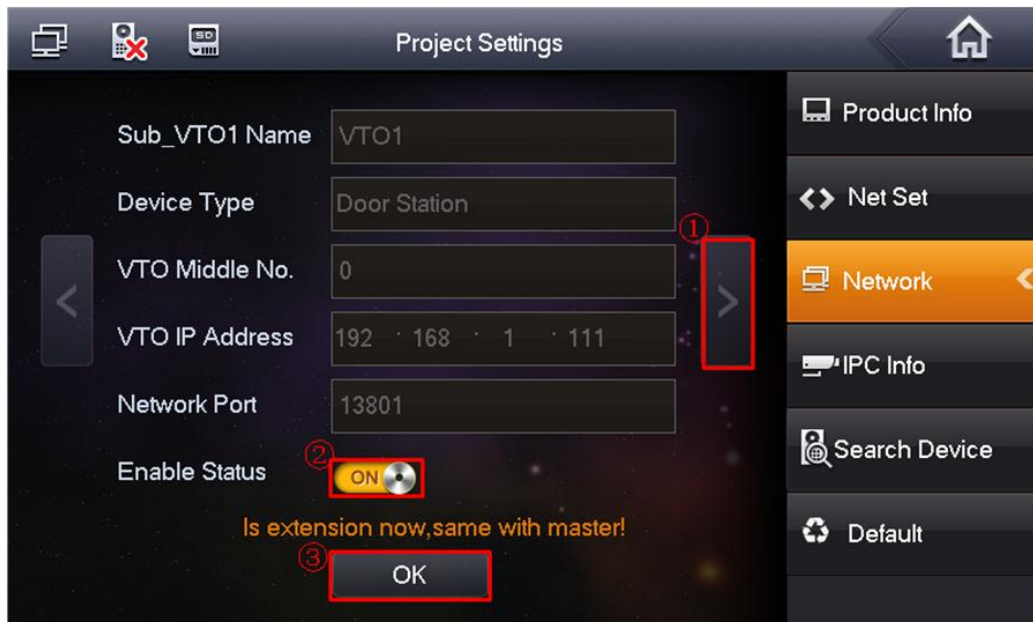 SD
Project Settings
Sub_VTO1 Name
VTO1
Device Type
Door Station
①
VTO Middle No.
0
VTO IP Address
192 . 168 . 1 . 111
Network Port
13801
Enable Status
②
ON
Is extension now,same with master!
③
OK
Product Info
Net Set
Network
IPC Info
Search Device
Default